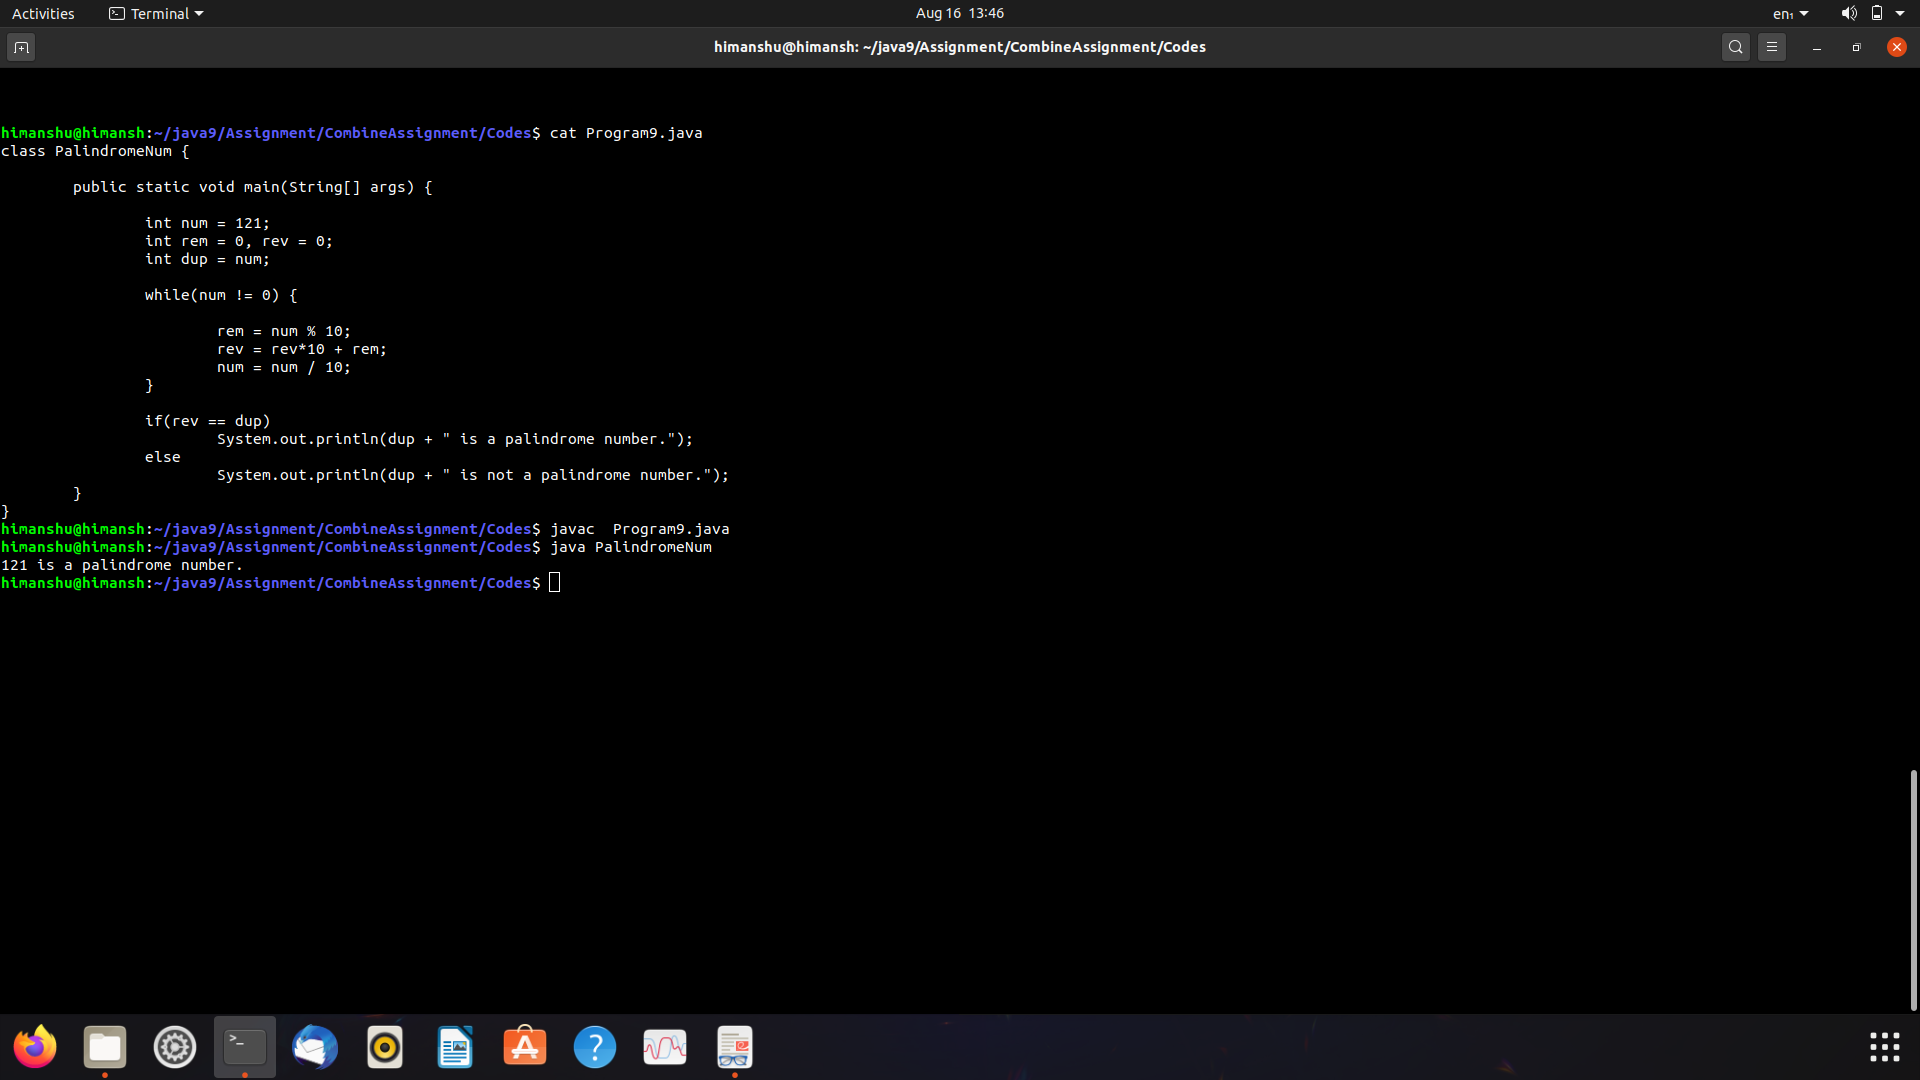 Activities Terminal Aug 16 13:46 en₁
himanshu@himansh: ~/java9/Assignment/CombineAssignment/Codes
himanshu@himansh:~/java9/Assignment/CombineAssignment/Codes$ cat Program9.java
class PalindromeNum {
public static void main(String[] args) {
int num = 121;
int rem = 0, rev = 0;
int dup = num;
while(num != 0) {
rem = num % 10;
rev = rev*10 + rem;
num = num / 10;
}
if(rev == dup)
System.out.println(dup + " is a palindrome number.");
else
System.out.println(dup + " is not a palindrome number.");
}
}
himanshu@himansh:~/java9/Assignment/CombineAssignment/Codes$ javac  Program9.java
himanshu@himansh:~/java9/Assignment/CombineAssignment/Codes$ java PalindromeNum
121 is a palindrome number.
himanshu@himansh:~/java9/Assignment/CombineAssignment/Codes$